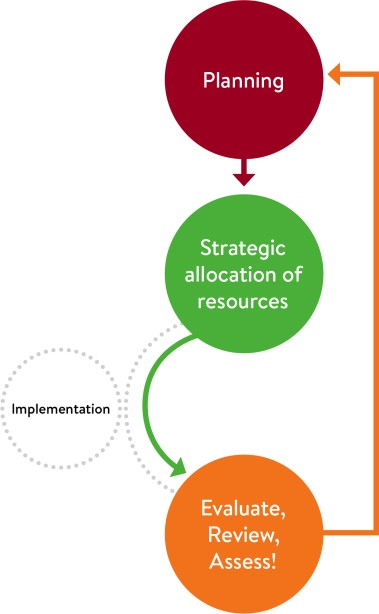 Planning
Strategic
allocation of
resources
Implementation
Evaluate,
Review,
Assess!